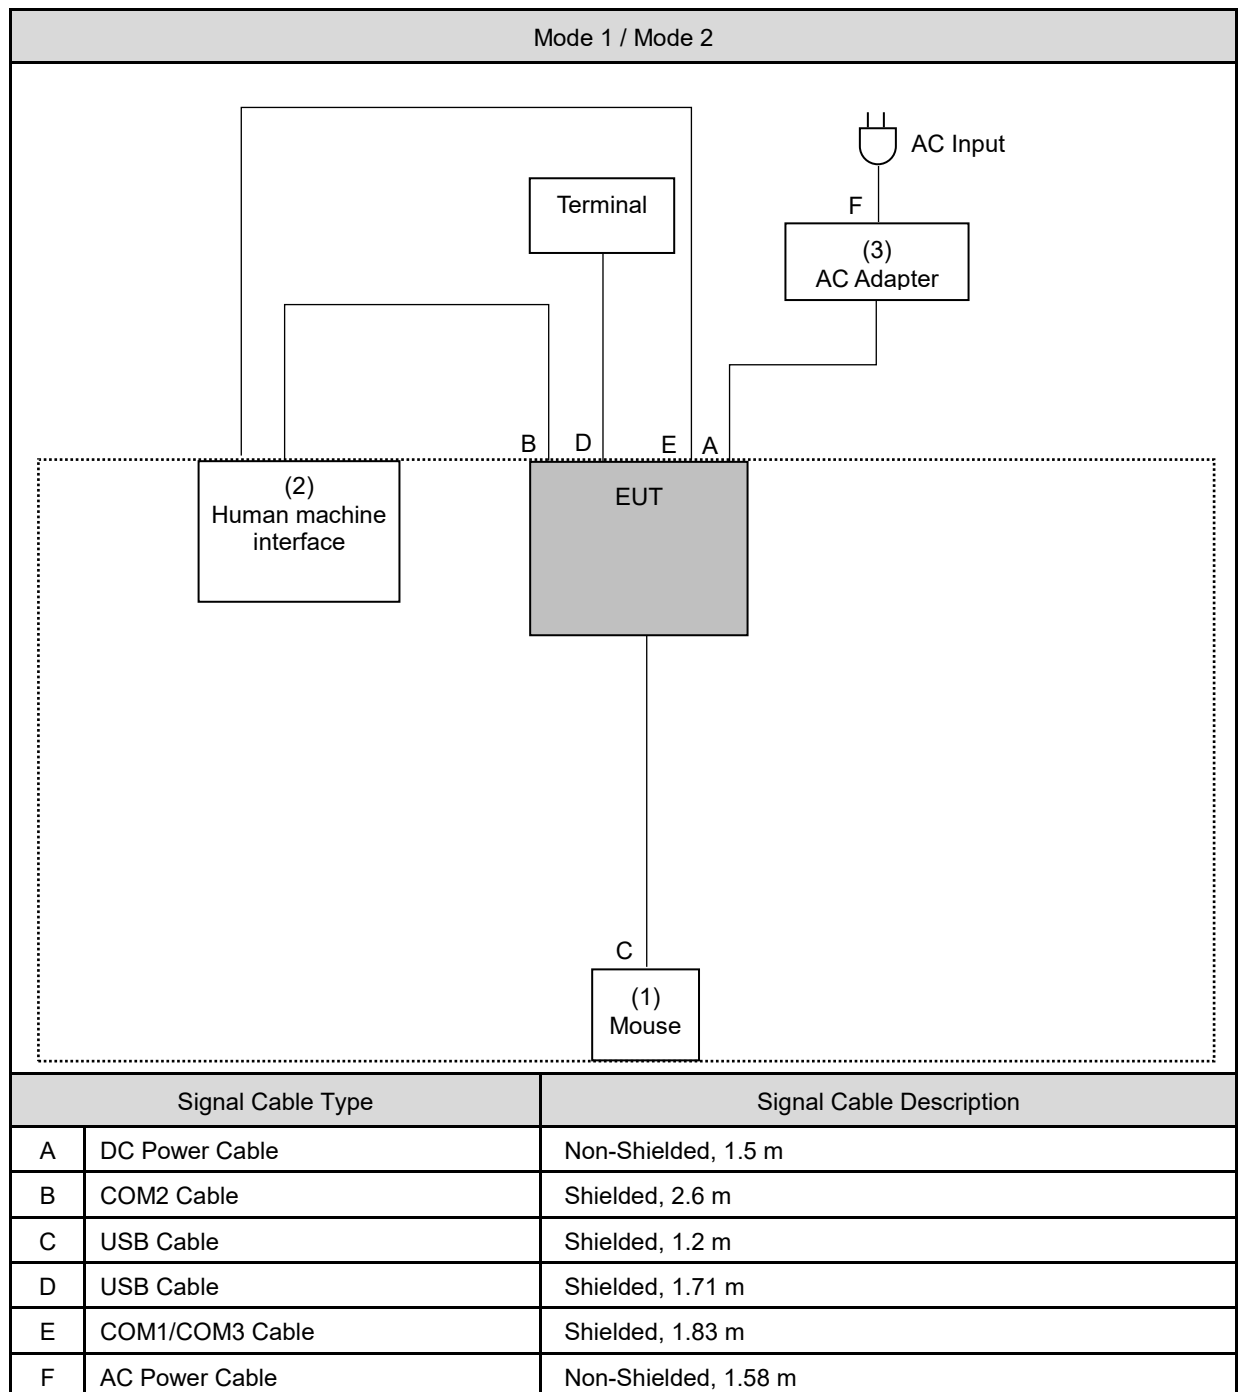 Mode 1 / Mode 2
AC Input
Terminal
F
(3)
AC Adapter
B
D
E
A
(2)
Human machine
interface
EUT
C
(1)
Mouse
Signal Cable Type
Signal Cable Description
A
DC Power Cable
Non-Shielded, 1.5 m
B
COM2 Cable
Shielded, 2.6 m
C
USB Cable
Shielded, 1.2 m
D
USB Cable
Shielded, 1.71 m
E
COM1/COM3 Cable
Shielded, 1.83 m
F
AC Power Cable
Non-Shielded, 1.58 m